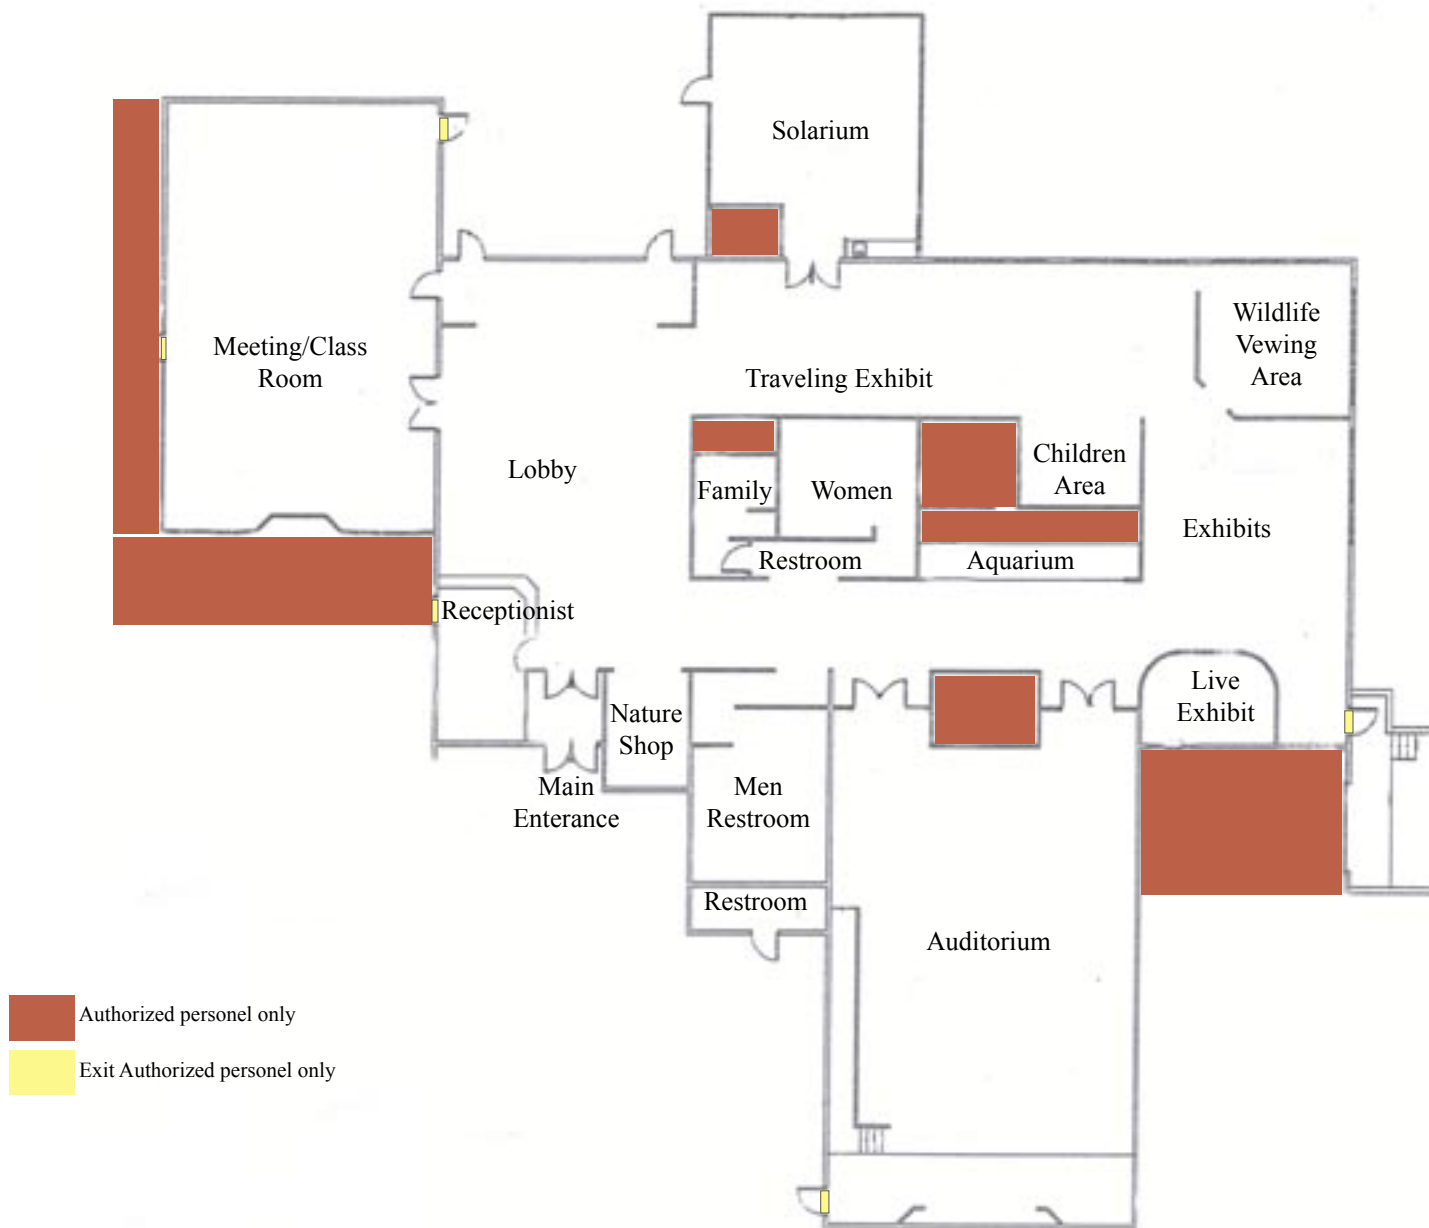 Solarium
Wildlife
Vewing
Area
Meeting/Class
Room
Traveling Exhibit
Lobby
Children
Area
Family
Women
Exhibits
Restroom
Aquarium
Receptionist
Live
Exhibit
Nature
Shop
Main
Enterance
Men
Restroom
Restroom
Auditorium
Authorized personel only
Exit Authorized personel only